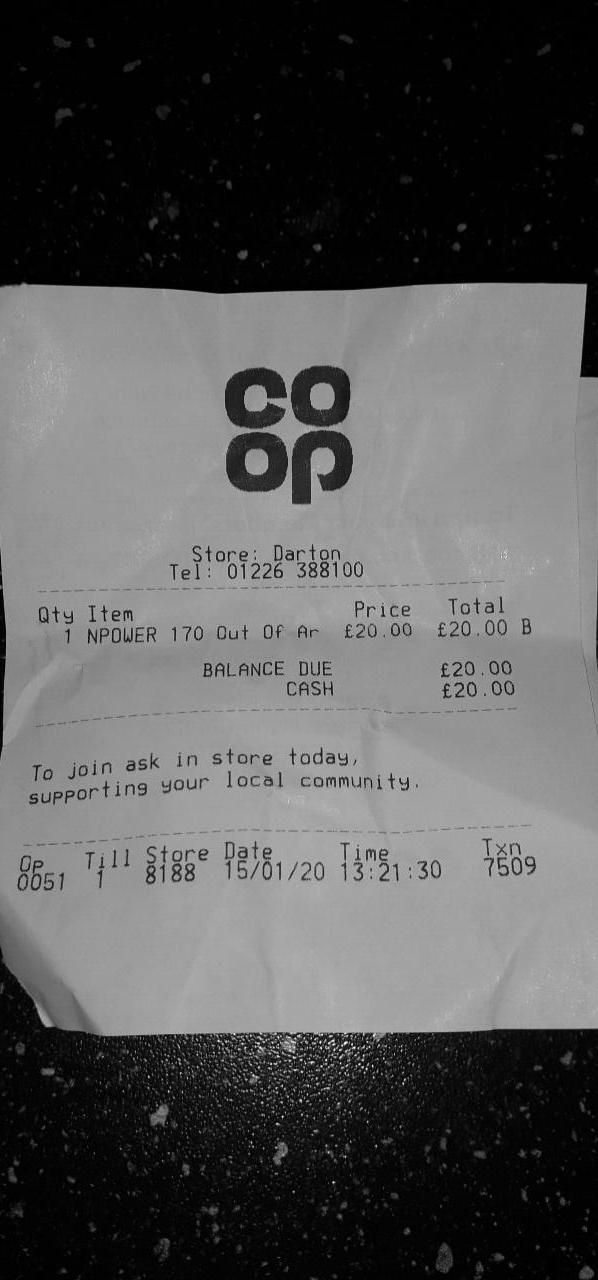 co
op
Store: Darton
Tel: 01226 388100
Qty Item Price Total
1 NPOWER 170 Out Of Ar £20.00 £20.00 B
BALANCE DUE £20.00
CASH £20.00
To join ask in store today,
supporting your local community.
Op Till Store Date Time Txn
0051 1 8188 15/01/20 13:21:30 7509